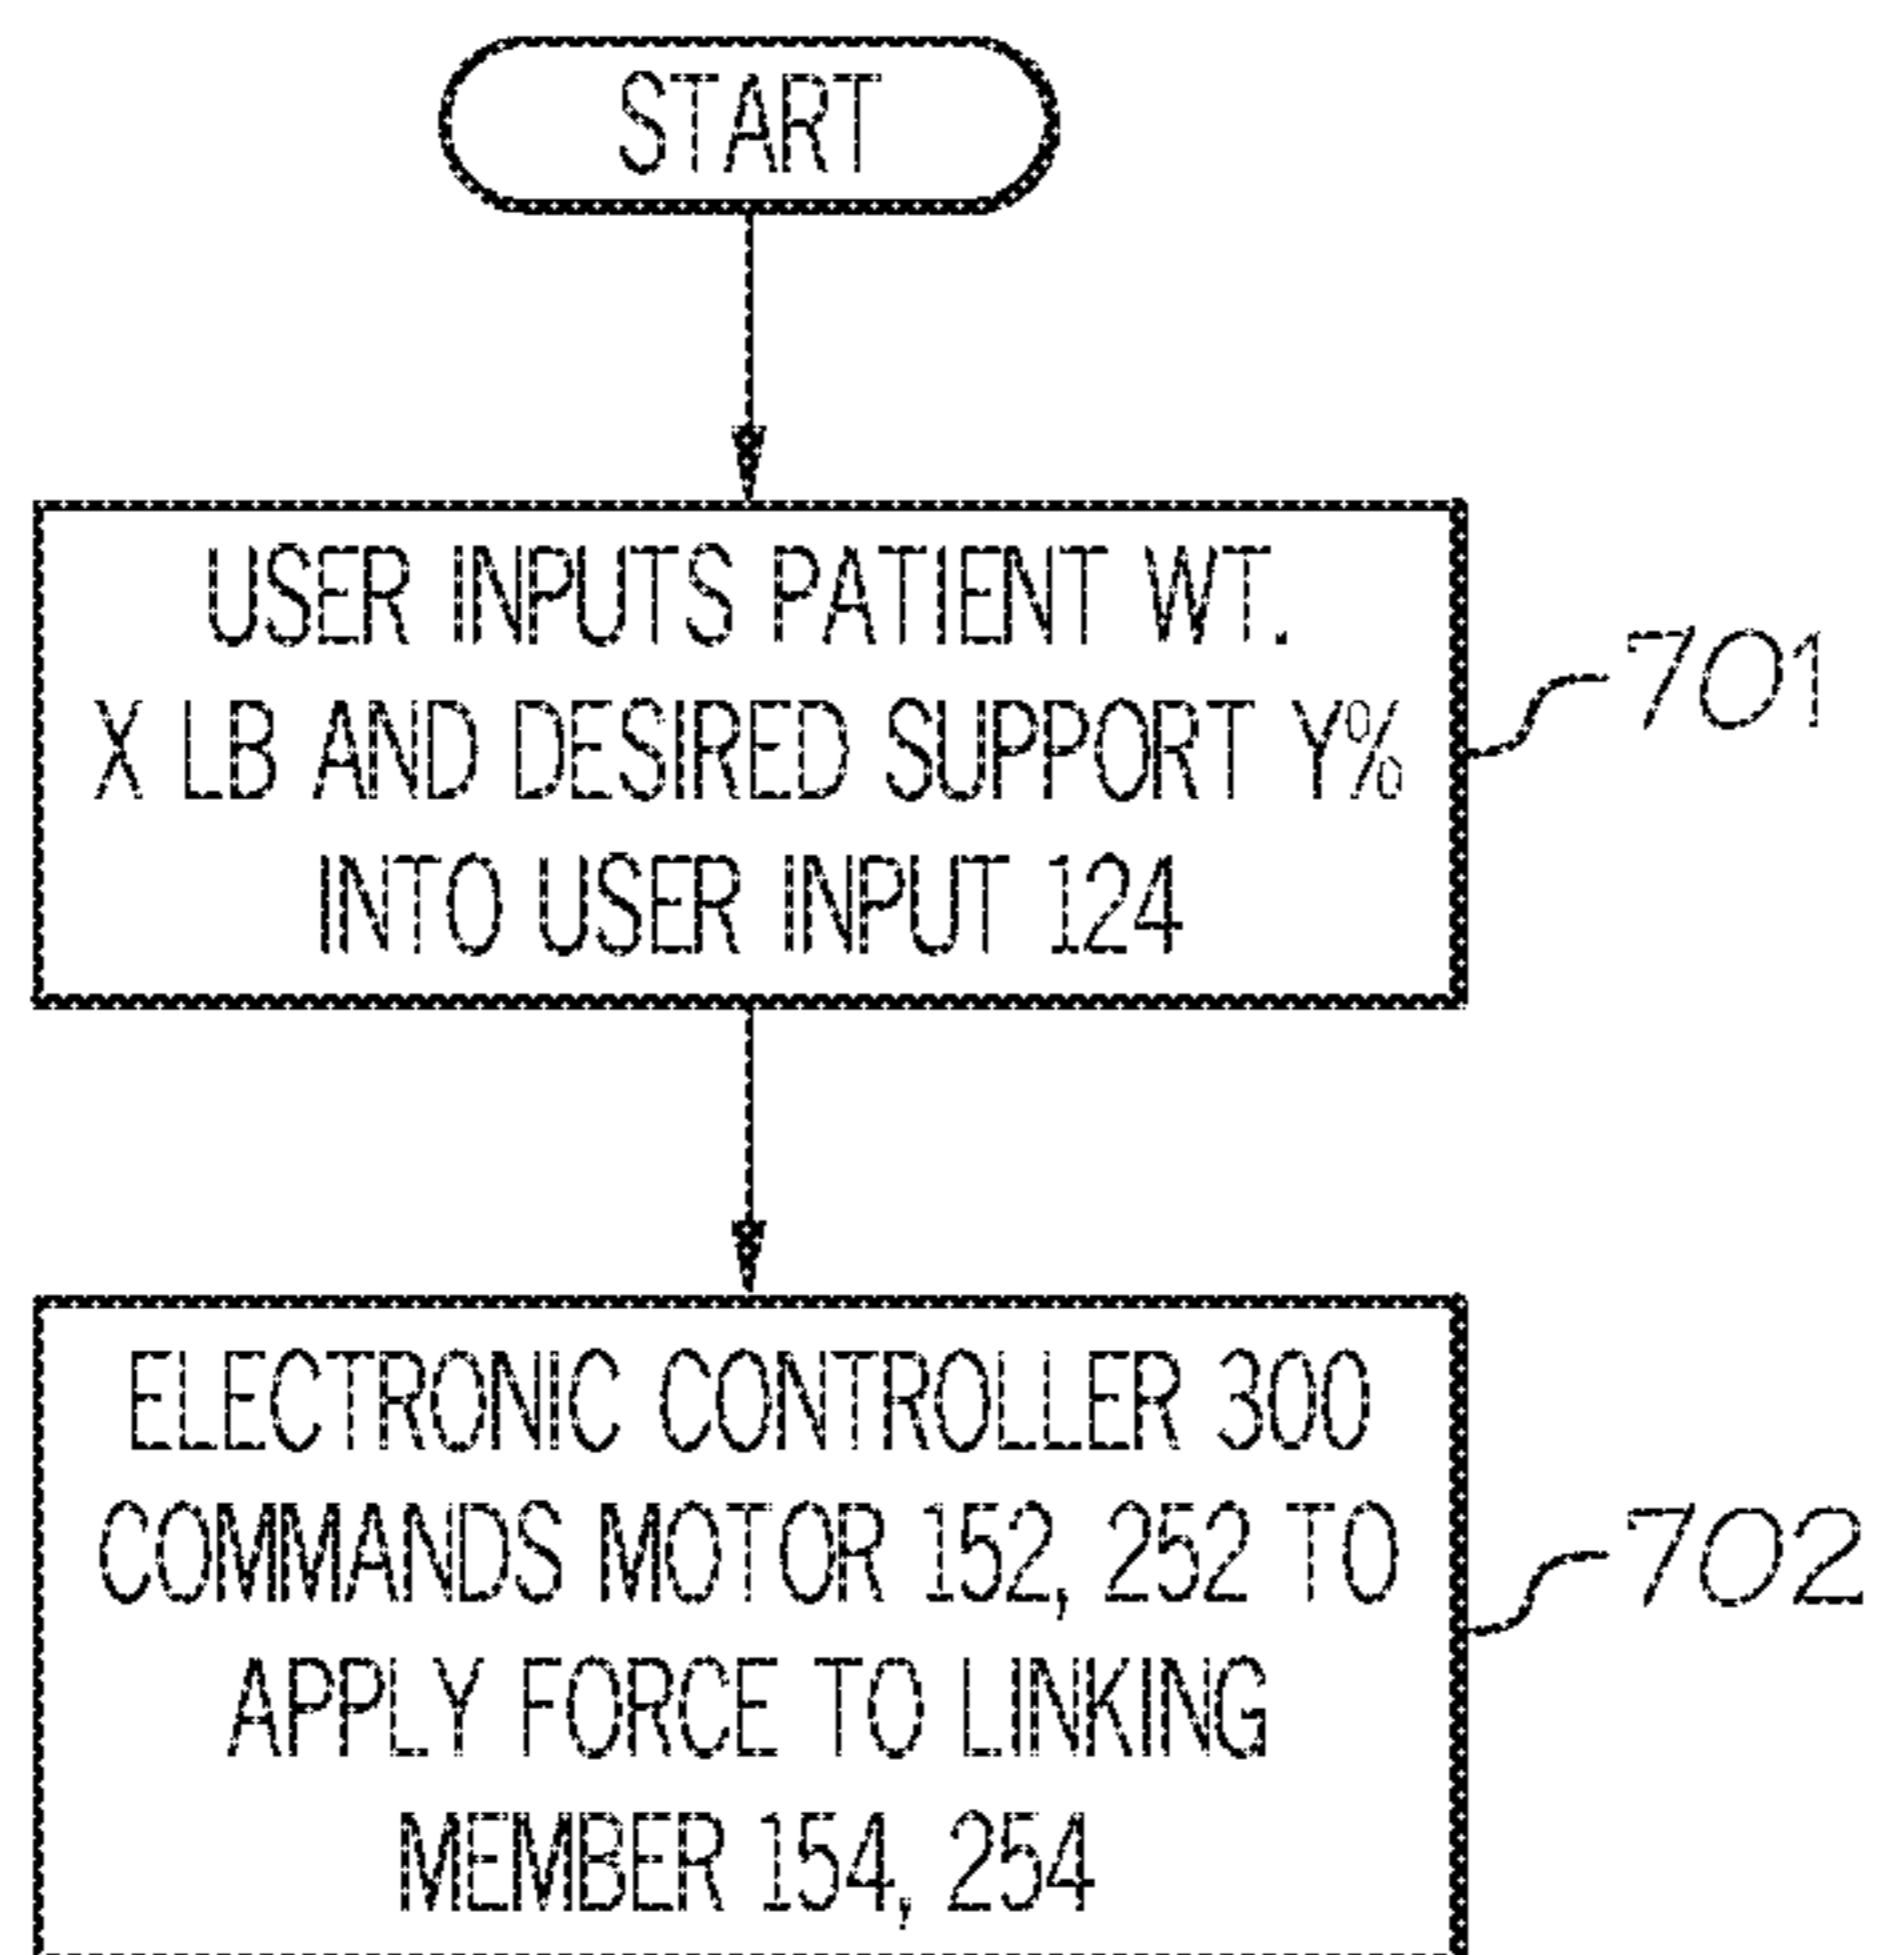 START
USER INPUTS PATIENT WT.
X LB AND DESIRED SUPPORT Y%
INTO USER INPUT 124
701
ELECTRONIC CONTROLLER 300
COMMANDS MOTOR 152, 252 TO
APPLY FORCE TO LINKING
MEMBER 154, 254
702